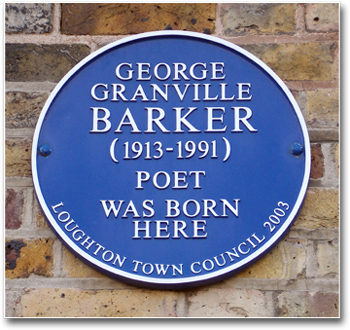 GEORGE
GRANVILLE
BARKER
(1913-1991)
POET
WAS BORN
HERE
LOUGHTON TOWN COUNCIL 2003